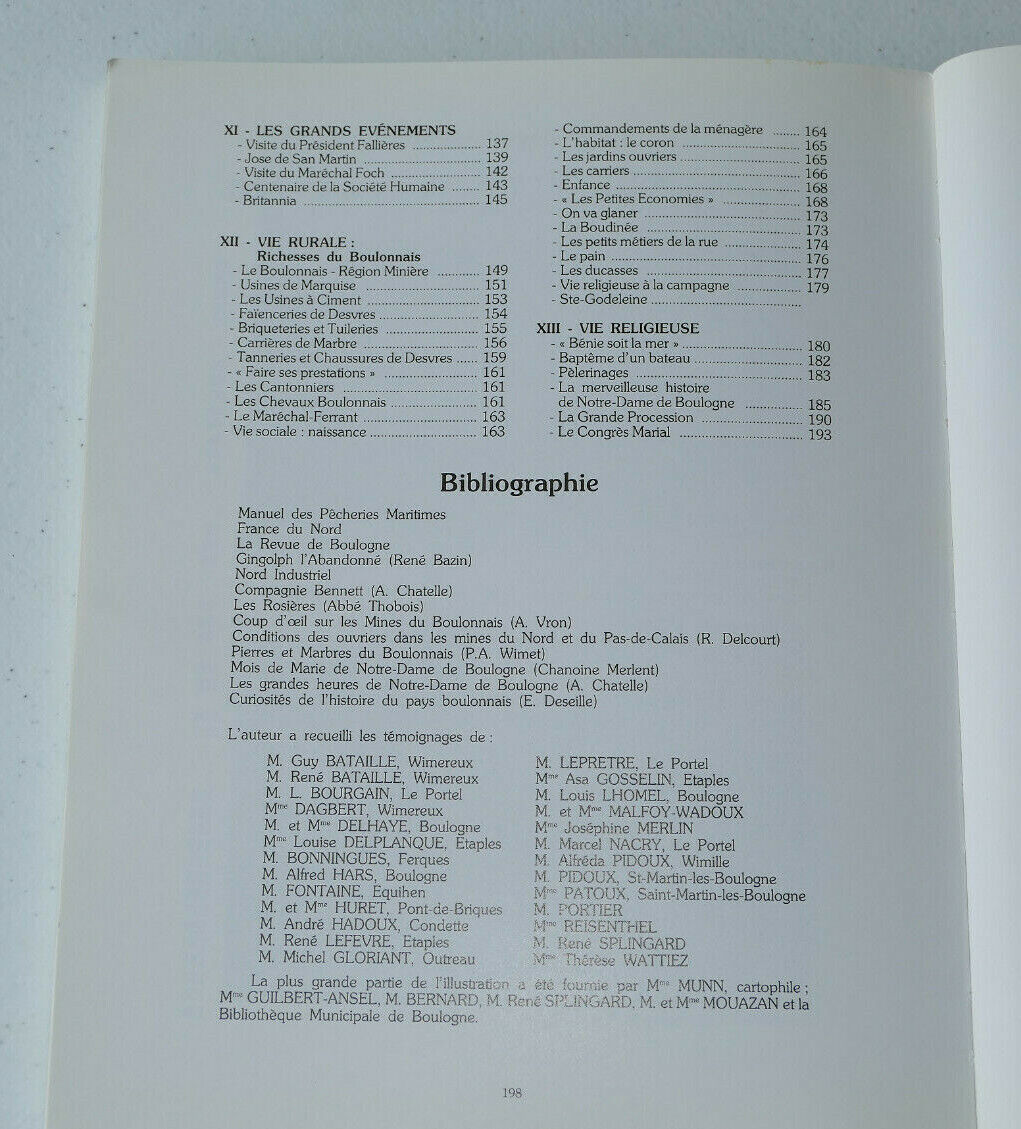 XI - LES GRANDS EVÉNEMENTS
- Visite du Président Fallières .................... 137
- Jose de San Martin .................................. 139
- Visite du Maréchal Foch .......................... 142
- Centenaire de la Société Humaine ........ 143
- Britannia .................................................. 145
XII - VIE RURALE :
Richesses du Boulonnais
- Le Boulonnais - Région Minière ............ 149
- Usines de Marquise ................................. 151
- Les Usines à Ciment ................................ 153
- Faïenceries de Desvres ............................. 154
- Briqueteries et Tuileries .......................... 155
- Carrières de Marbre ................................. 156
- Tanneries et Chaussures de Desvres ...... 159
- « Faire ses prestations » ............................ 161
- Les Cantonniers ....................................... 161
- Les Chevaux Boulonnais ......................... 161
- Le Maréchal-Ferrant ................................ 163
- Vie sociale : naissance .............................. 163
- Commandements de la ménagère ........ 164
- L'habitat : le coron ................................... 165
- Les jardins ouvriers .................................. 165
- Les carriers ............................................... 166
- Enfance .................................................... 168
- « Les Petites Economies » ...................... 168
- On va glaner ............................................ 173
- La Boudinée ............................................. 173
- Les petits métiers de la rue ..................... 174
- Le pain ..................................................... 176
- Les ducasses ............................................ 177
- Vie religieuse à la campagne ................... 179
- Ste-Godeleine ..........................................
XIII - VIE RELIGIEUSE
- « Bénie soit la mer » ................................. 180
- Baptême d'un bateau ............................... 182
- Pèlerinages ............................................... 183
- La merveilleuse histoire
de Notre-Dame de Boulogne ................ 185
- La Grande Procession ............................. 190
- Le Congrès Marial ................................... 193
Bibliographie
Manuel des Pêcheries Maritimes
France du Nord
La Revue de Boulogne
Gingolph l'Abandonné (René Bazin)
Nord Industriel
Compagnie Bennett (A. Chatelle)
Les Rosières (Abbé Thobois)
Coup d'œil sur les Mines du Boulonnais (A. Vron)
Conditions des ouvriers dans les mines du Nord et du Pas-de-Calais (R. Delcourt)
Pierres et Marbres du Boulonnais (P.A. Wimet)
Mois de Marie de Notre-Dame de Boulogne (Chanoine Merlent)
Les grandes heures de Notre-Dame de Boulogne (A. Chatelle)
Curiosités de l'histoire du pays boulonnais (E. Deseille)
L'auteur a recueilli les témoignages de :
M. Guy BATAILLE, Wimereux
M. René BATAILLE, Wimereux
M. L. BOURGAIN, Le Portel
Mme DAGBERT, Wimereux
M. et Mme DELHAYE, Boulogne
Mme Louise DELPLANQUE, Etaples
M. BONNINGUES, Ferques
M. Alfred HARS, Boulogne
M. FONTAINE, Equihen
M. et Mme HURET, Pont-de-Briques
M. André HADOUX, Condette
M. René LEFEVRE, Etaples
M. Michel GLORIANT, Outreau
M. LEPRETRE, Le Portel
Mme Asa GOSSELIN, Etaples
M. Louis LHOMEL, Boulogne
M. et Mme MALFOY-WADOUX
Mme Joséphine MERLIN
M. Marcel NACRY, Le Portel
M. Alfréda PIDOUX, Wimille
M. PIDOUX, St-Martin-les-Boulogne
Mme PATOUX, Saint-Martin-les-Boulogne
M. PORTIER
Mme REISENTHEL
M. René SPLINGARD
Mme Thérèse WATTIEZ
La plus grande partie de l'illustration a été fournie par Mme MUNN, cartophile ;
Mme GUILBERT-ANSEL, M. BERNARD, M. René SPLINGARD, M. et Mme MOUAZAN et la
Bibliothèque Municipale de Boulogne.
198